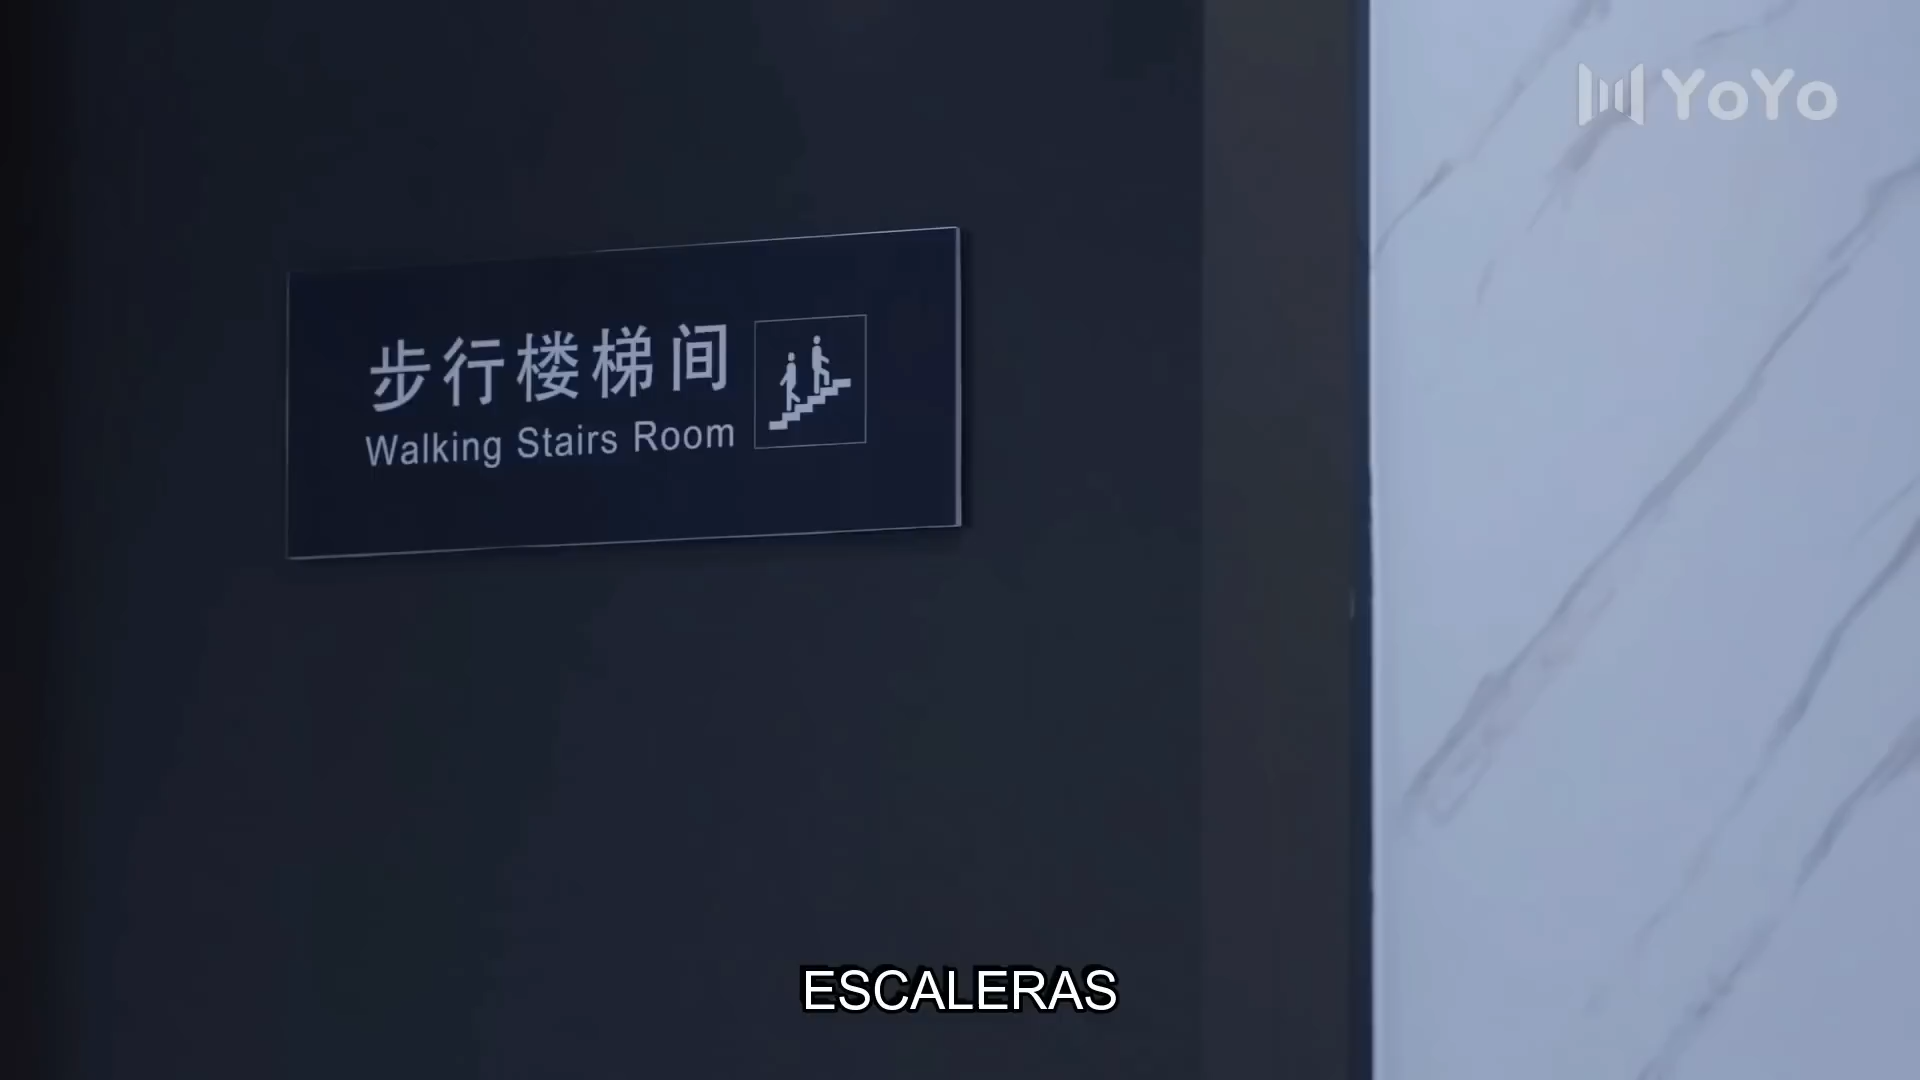 YoYo
步行楼梯间
Walking Stairs Room
ESCALERAS